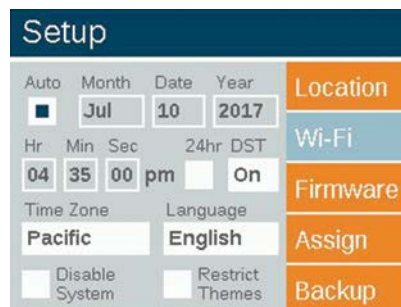 Setup
Auto Month Date Year
Jul 10 2017
Hr Min Sec 24hr DST
04 35 00 pm On
Time Zone Language
Pacific English
Disable System Restrict Themes
Location
Wi-Fi
Firmware
Assign
Backup